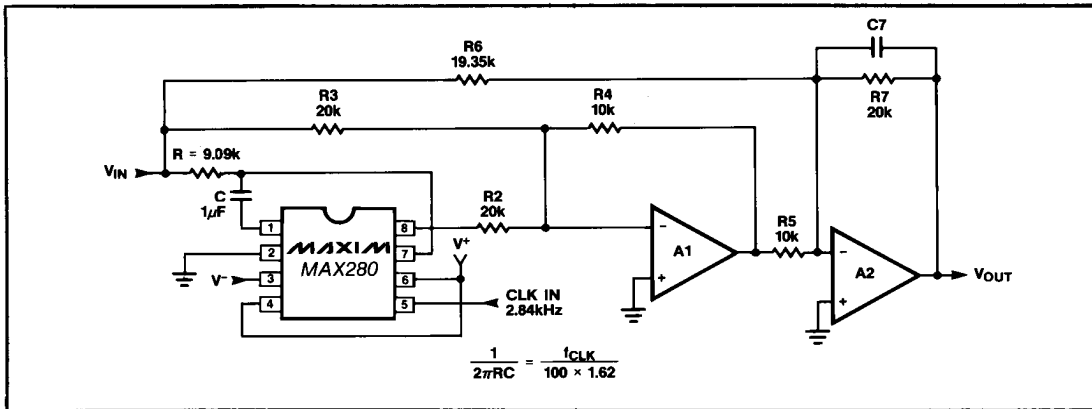 C7
R6
19.35k
R3
20k
R4
10k
R7
20k
R = 9.09k
VIN
C
1µF
R2
20k
V+
R5
10k
1
2
3
4
8
7
6
5
MAXIM
MAX280
V−
−
+
A1
−
+
A2
VOUT
CLK IN
2.84kHz
1/2πRC = fCLK/100 × 1.62